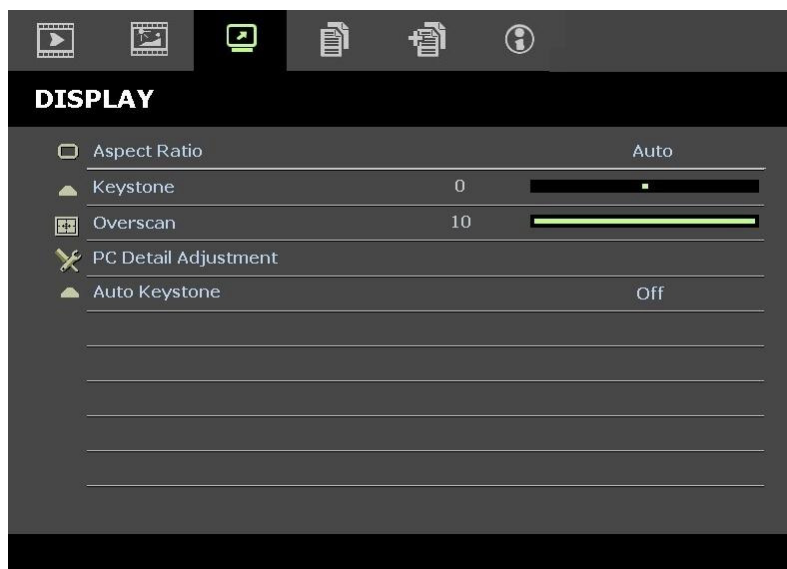 DISPLAY
Aspect Ratio Auto
Keystone 0
Overscan 10
PC Detail Adjustment
Auto Keystone Off